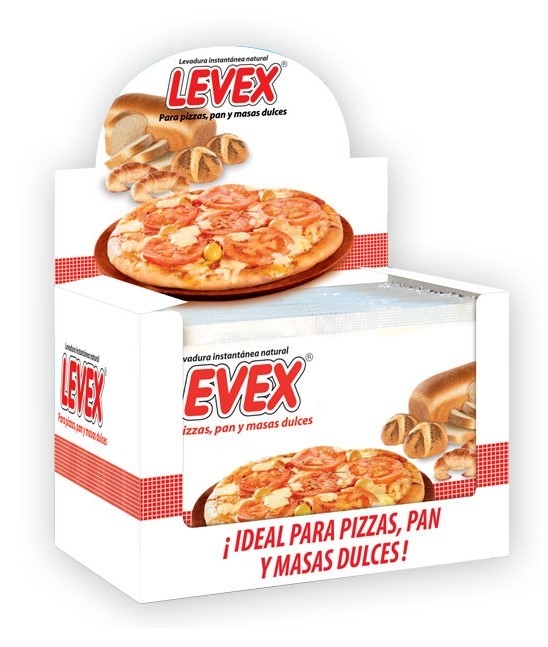 Levadura instantánea natural
LEVEX®
Para pizzas, pan y masas dulces
Levadura instantánea natural
LEVEX®
Para pizzas, pan y masas dulces
vadura instantánea natural
EVEX®
izzas, pan y masas dulces
¡IDEAL PARA PIZZAS, PAN
Y MASAS DULCES!